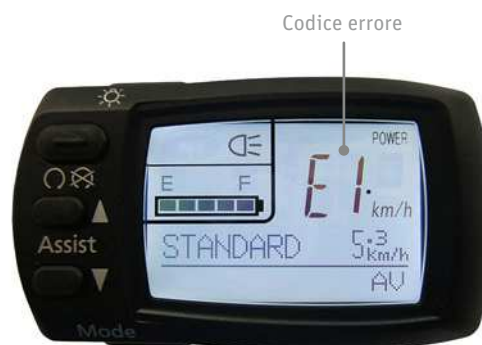 Codice errore
POWER
E F
E1.
km/h
Assist
STANDARD 5.3 km/h
AV
Mode